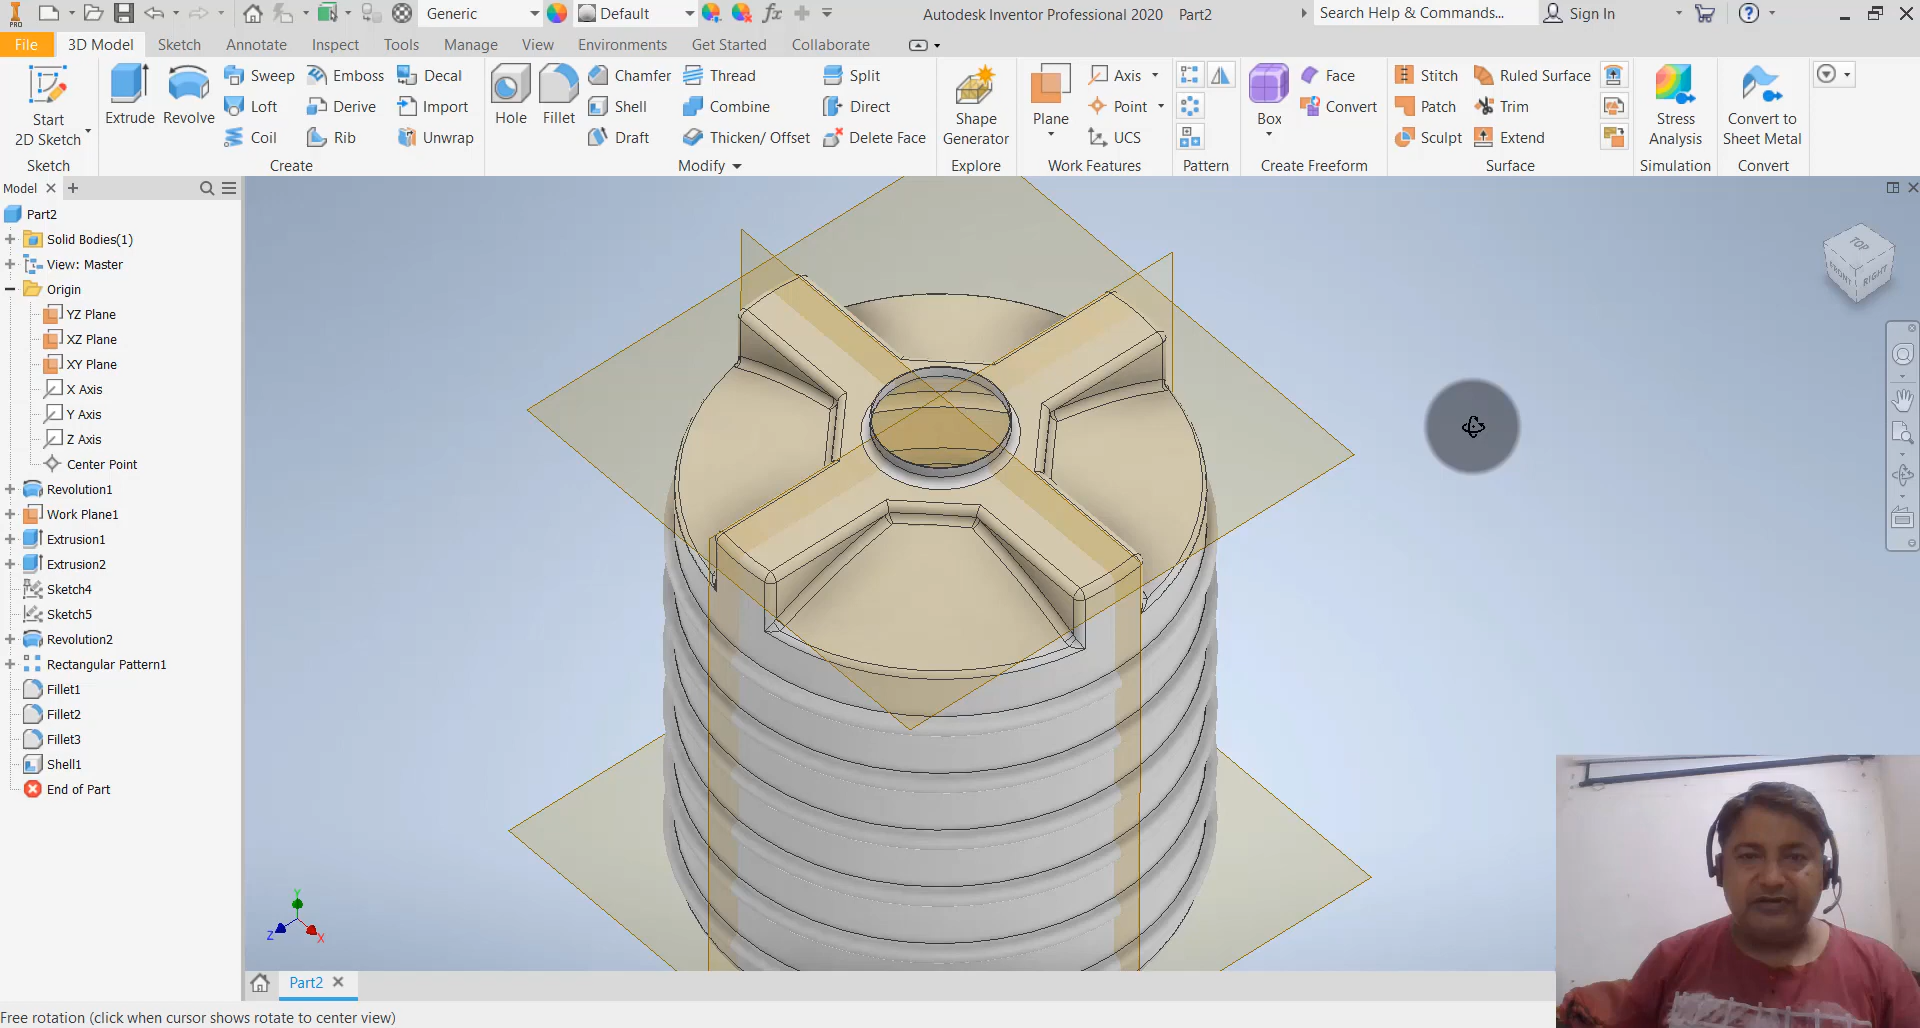 Generic
Default
fx
Autodesk Inventor Professional 2020 Part2
Search Help & Commands...
Sign In
PRO
File
3D Model
Sketch
Annotate
Inspect
Tools
Manage
View
Environments
Get Started
Collaborate
Start
2D Sketch
Extrude
Revolve
Sweep
Loft
Coil
Emboss
Derive
Rib
Decal
Import
Unwrap
Hole
Fillet
Chamfer
Shell
Draft
Thread
Combine
Thicken/ Offset
Split
Direct
Delete Face
Shape
Generator
Plane
Axis
Point
UCS
Box
Face
Convert
Stitch
Patch
Sculpt
Ruled Surface
Trim
Extend
Stress
Analysis
Convert to
Sheet Metal
Sketch
Create
Modify
Explore
Work Features
Pattern
Create Freeform
Surface
Simulation
Convert
Model
Part2
Solid Bodies(1)
View: Master
Origin
YZ Plane
XZ Plane
XY Plane
X Axis
Y Axis
Z Axis
Center Point
Revolution1
Work Plane1
Extrusion1
Extrusion2
Sketch4
Sketch5
Revolution2
Rectangular Pattern1
Fillet1
Fillet2
Fillet3
Shell1
End of Part
TOP
FRONT
RIGHT
Y
Z
X
Part2
Free rotation (click when cursor shows rotate to center view)